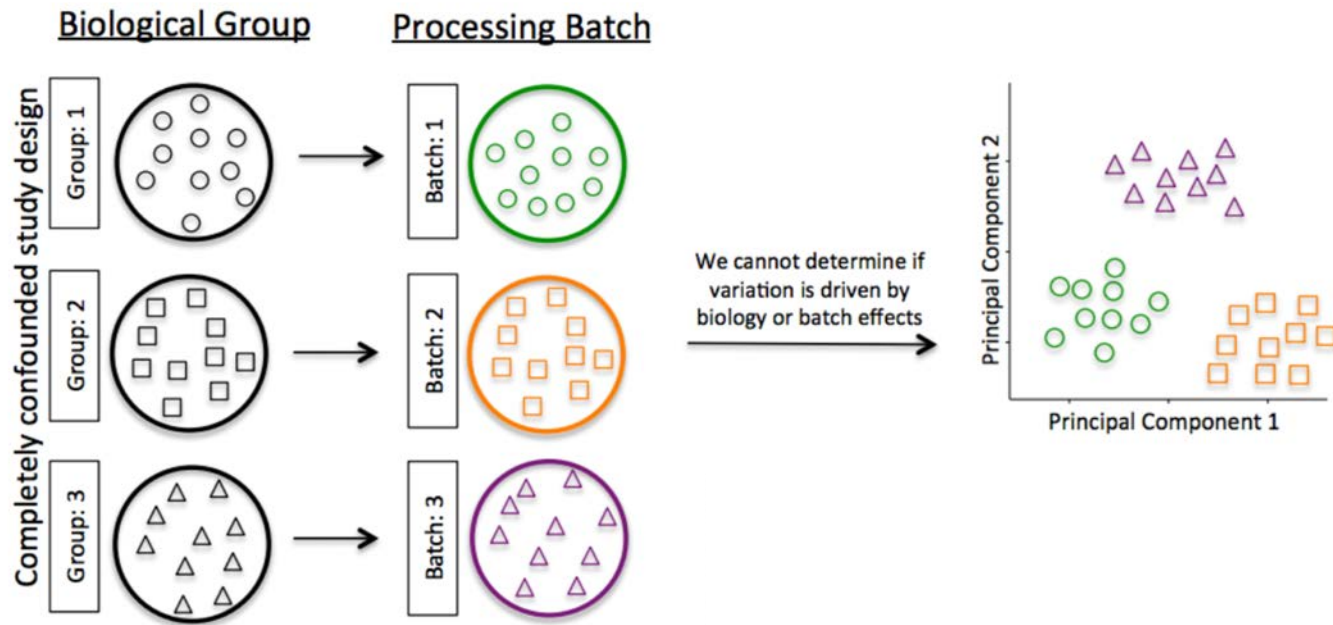 Biological Group
Processing Batch
Completely confounded study design
Group: 1
Batch: 1
Group: 2
Batch: 2
Group: 3
Batch: 3
We cannot determine if
variation is driven by
biology or batch effects
Principal Component 2
Principal Component 1